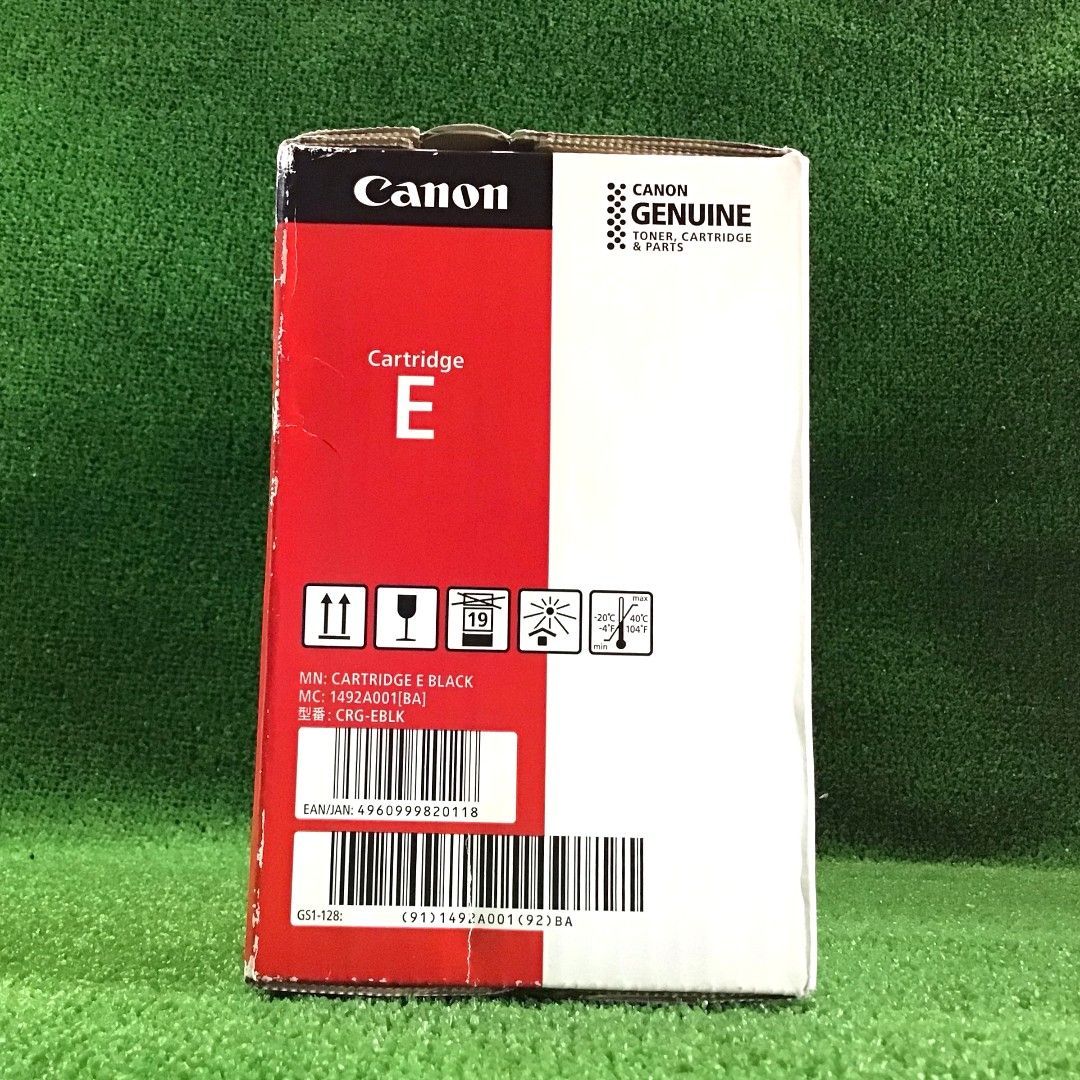 Canon
CANON
GENUINE
TONER, CARTRIDGE
& PARTS
Cartridge
E
19
max
-20°C 40°C
-4°F 104°F
min
MN: CARTRIDGE E BLACK
MC: 1492A001[BA]
型番: CRG-EBLK
EAN/JAN: 4960999820118
GS1-128: (91)1492A001(92)BA